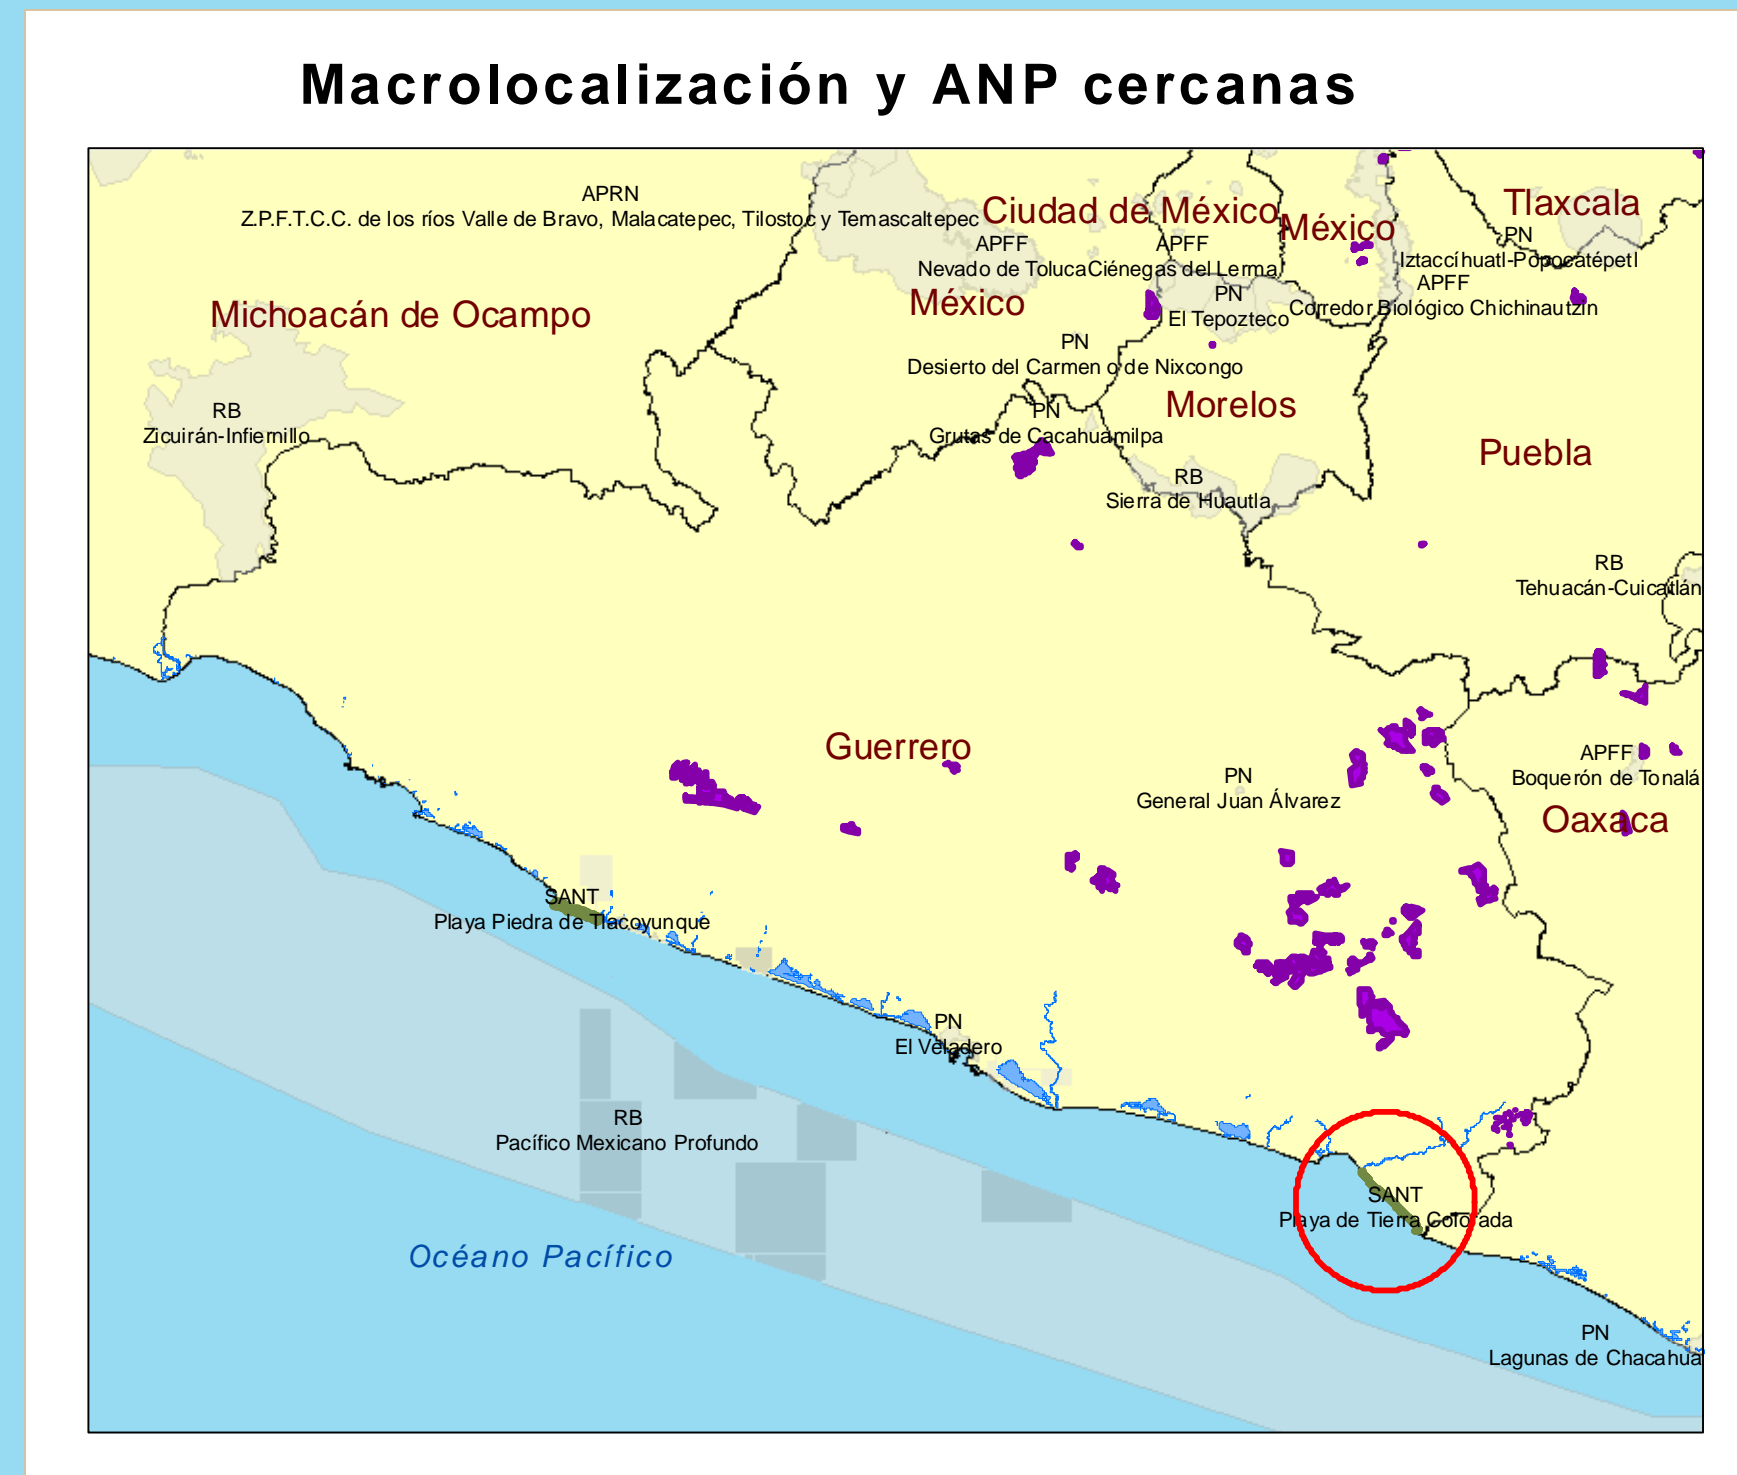 Macrolocalización y ANP cercanas
APRN
Z.P.F.T.C.C. de los ríos Valle de Bravo, Malacatepec, Tilostoc y Temascaltepec
Ciudad de México
México
Tlaxcala
PN
Iztaccíhuatl-Popocatépetl
APFF
Nevado de Toluca
APFF
Ciénegas del Lerma
APFF
Corredor Biológico Chichinautzin
PN
El Tepozteco
Michoacán de Ocampo
México
PN
Desierto del Carmen o de Nixcongo
Morelos
RB
Zicuirán-Infiernillo
PN
Grutas de Cacahuamilpa
Puebla
RB
Sierra de Huautla
RB
Tehuacán-Cuicatlán
Guerrero
PN
General Juan Álvarez
APFF
Boquerón de Tonalá
Oaxaca
SANT
Playa Piedra de Tlacoyunque
PN
El Veladero
RB
Pacífico Mexicano Profundo
SANT
Playa de Tierra Colorada
Océano Pacífico
PN
Lagunas de Chacahua